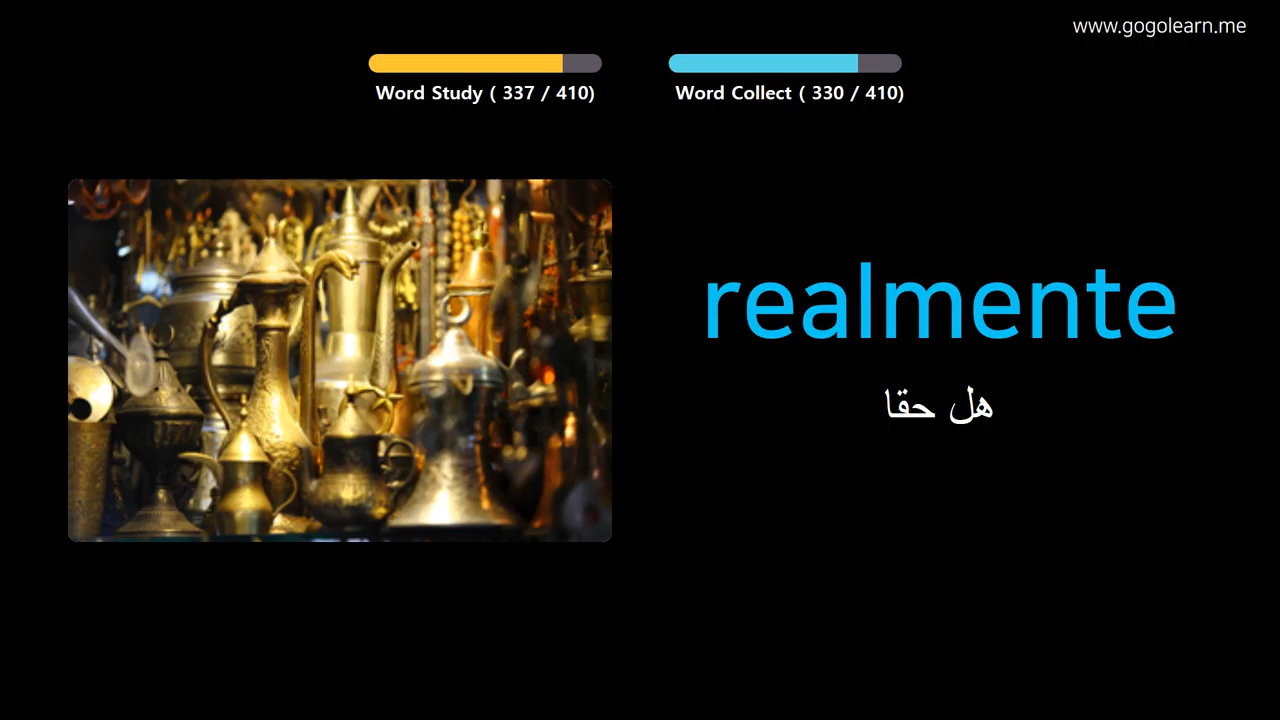 www.gogolearn.me
Word Study ( 337 / 410)
Word Collect ( 330 / 410)
realmente
هل حقا